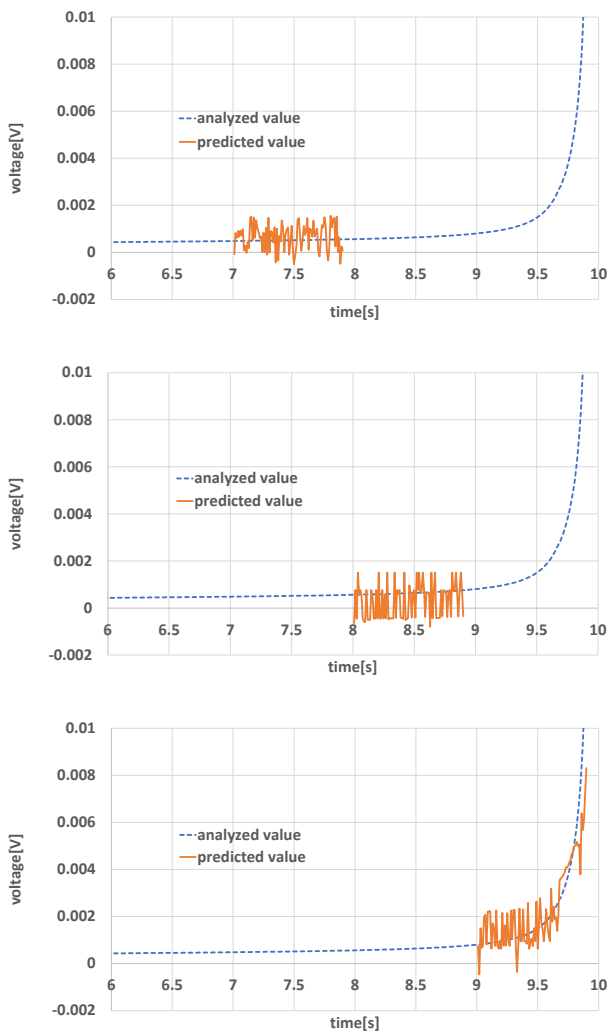 0.01
0.008
0.006
0.004
0.002
0
-0.002
voltage[V]
analyzed value
predicted value
6 6.5 7 7.5 8 8.5 9 9.5 10
time[s]
0.01
0.008
0.006
0.004
0.002
0
-0.002
voltage[V]
analyzed value
predicted value
6 6.5 7 7.5 8 8.5 9 9.5 10
time[s]
0.01
0.008
0.006
0.004
0.002
0
-0.002
voltage[V]
analyzed value
predicted value
6 6.5 7 7.5 8 8.5 9 9.5 10
time[s]